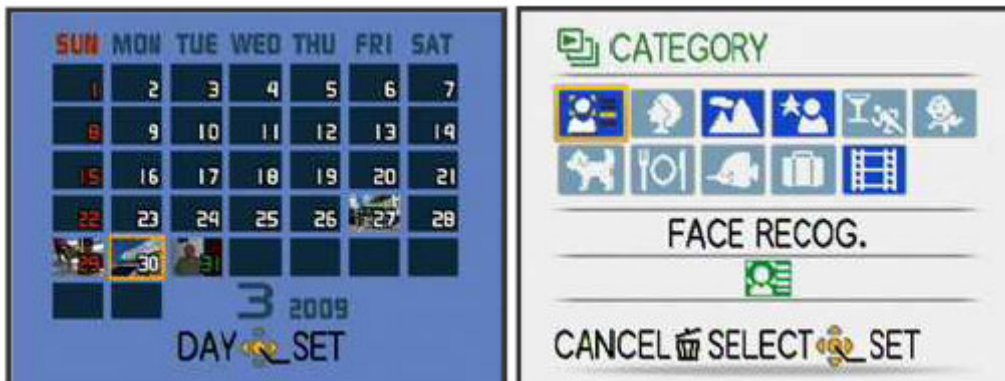 SUN MON TUE WED THU FRI SAT
1 2 3 4 5 6 7
8 9 10 11 12 13 14
15 16 17 18 19 20 21
22 23 24 25 26 27 28
29 30 31
3 2009
DAY SET
CATEGORY
FACE RECOG.
CANCEL SELECT SET